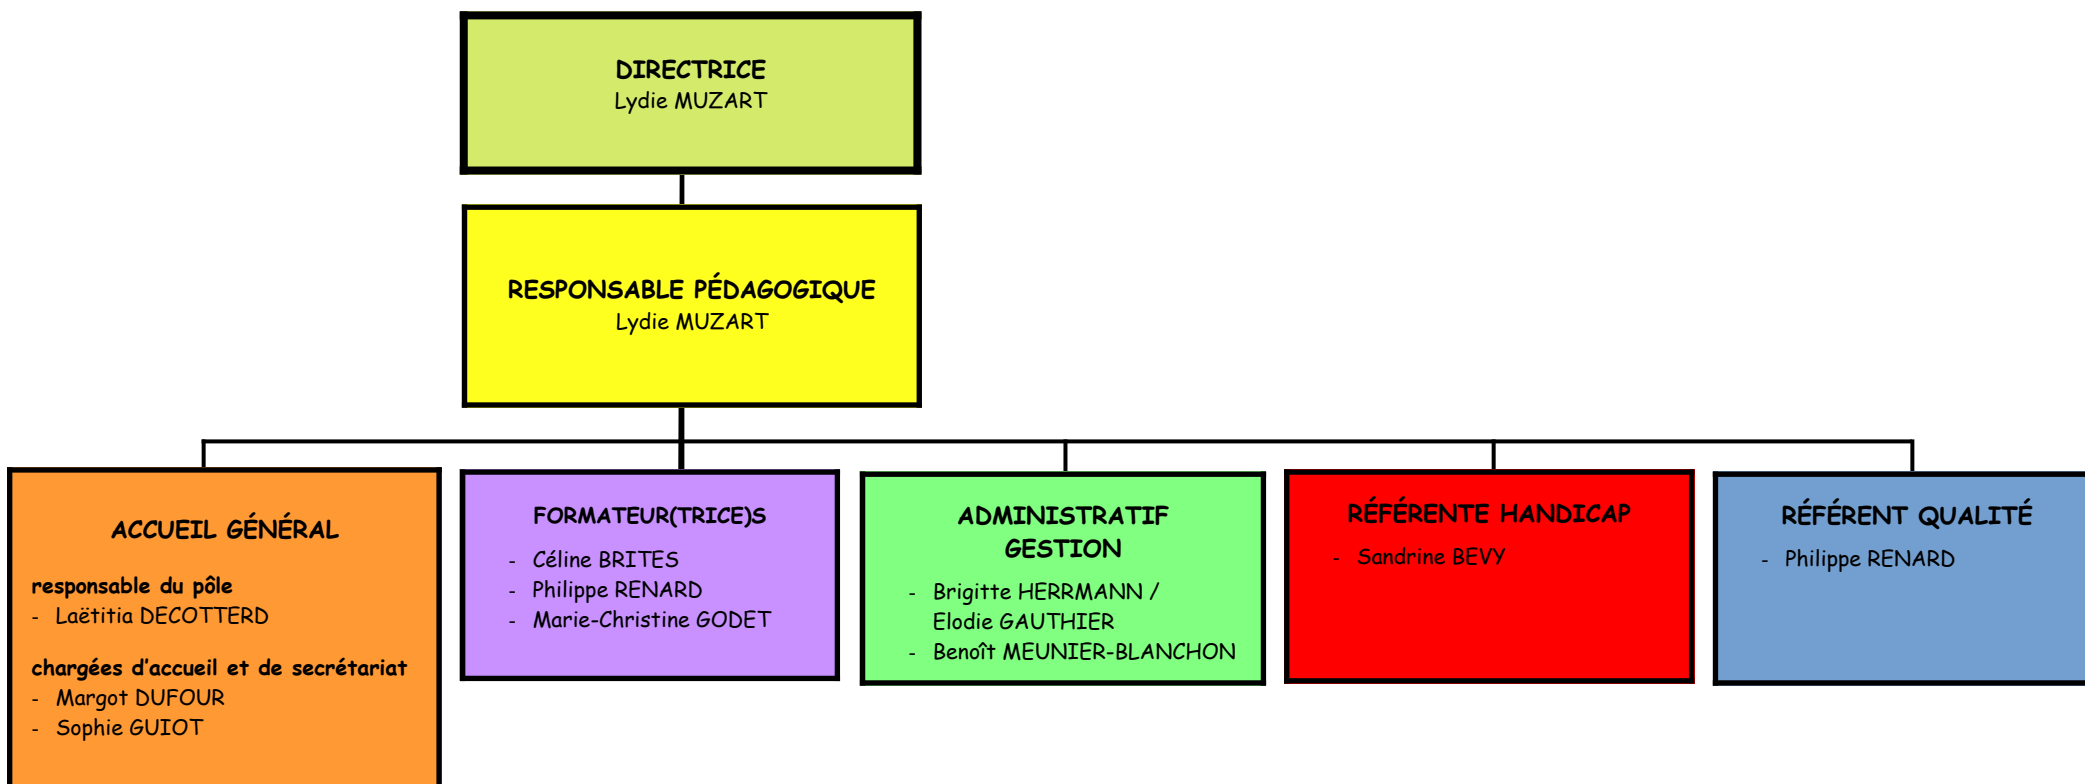 DIRECTRICE
Lydie MUZART
RESPONSABLE PÉDAGOGIQUE
Lydie MUZART
ACCUEIL GÉNÉRAL
responsable du pôle
- Laëtitia DECOTTERD
chargées d'accueil et de secrétariat
- Margot DUFOUR
- Sophie GUIOT
FORMATEUR(TRICE)S
- Céline BRITES
- Philippe RENARD
- Marie-Christine GODET
ADMINISTRATIF
GESTION
- Brigitte HERRMANN /
Elodie GAUTHIER
- Benoît MEUNIER-BLANCHON
RÉFÉRENTE HANDICAP
- Sandrine BEVY
RÉFÉRENT QUALITÉ
- Philippe RENARD